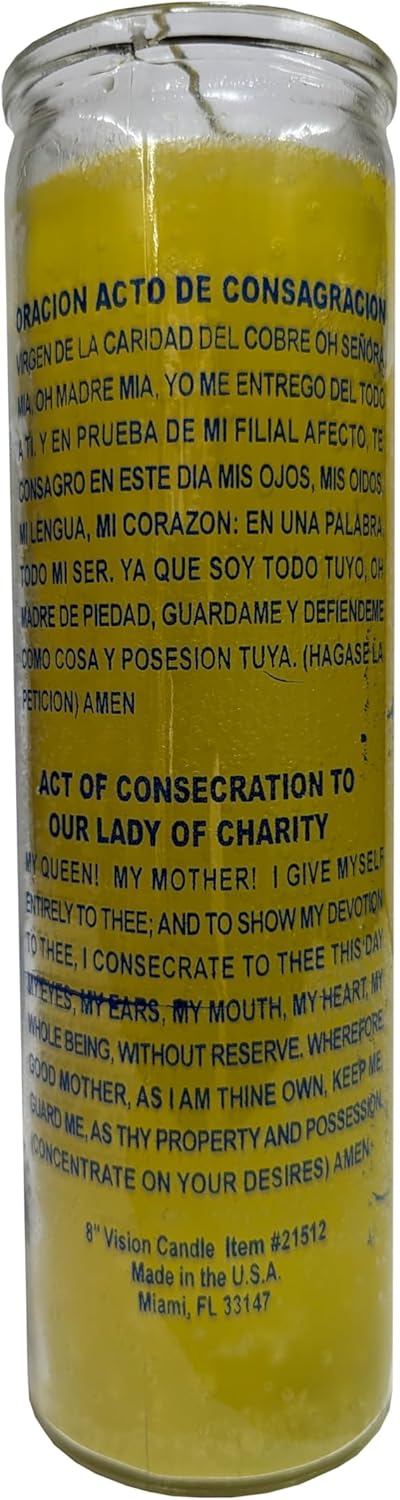 ORACION ACTO DE CONSAGRACION
VIRGEN DE LA CARIDAD DEL COBRE OH SEÑORA
MIA, OH MADRE MIA, YO ME ENTREGO DEL TODO
A TI. Y EN PRUEBA DE MI FILIAL AFECTO, TE
CONSAGRO EN ESTE DIA MIS OJOS, MIS OIDOS,
MI LENGUA, MI CORAZON: EN UNA PALABRA,
TODO MI SER. YA QUE SOY TODO TUYO, OH
MADRE DE PIEDAD, GUARDAME Y DEFIENDEME
COMO COSA Y POSESION TUYA. (HAGASE LA
PETICION) AMEN
ACT OF CONSECRATION TO
OUR LADY OF CHARITY
MY QUEEN! MY MOTHER! I GIVE MYSELF
ENTIRELY TO THEE; AND TO SHOW MY DEVOTION
TO THEE, I CONSECRATE TO THEE THIS DAY
MY EYES, MY EARS, MY MOUTH, MY HEART, MY
WHOLE BEING, WITHOUT RESERVE. WHEREFORE,
GOOD MOTHER, AS I AM THINE OWN, KEEP ME,
GUARD ME, AS THY PROPERTY AND POSSESSION.
(CONCENTRATE ON YOUR DESIRES) AMEN
8" Vision Candle Item #21512
Made in the U.S.A.
Miami, FL 33147